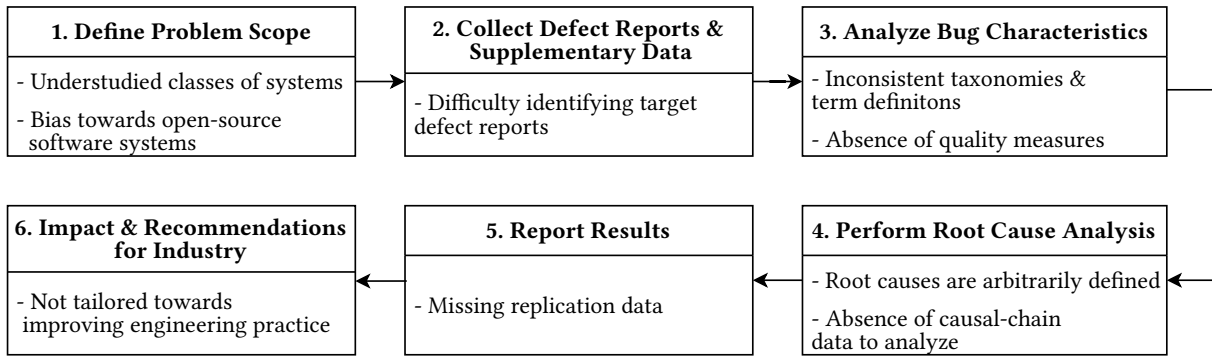 1. Define Problem Scope
- Understudied classes of systems
- Bias towards open-source
software systems
2. Collect Defect Reports &
Supplementary Data
- Difficulty identifying target
defect reports
3. Analyze Bug Characteristics
- Inconsistent taxonomies &
term definitons
- Absence of quality measures
4. Perform Root Cause Analysis
- Root causes are arbitrarily defined
- Absence of causal-chain
data to analyze
5. Report Results
- Missing replication data
6. Impact & Recommendations
for Industry
- Not tailored towards
improving engineering practice